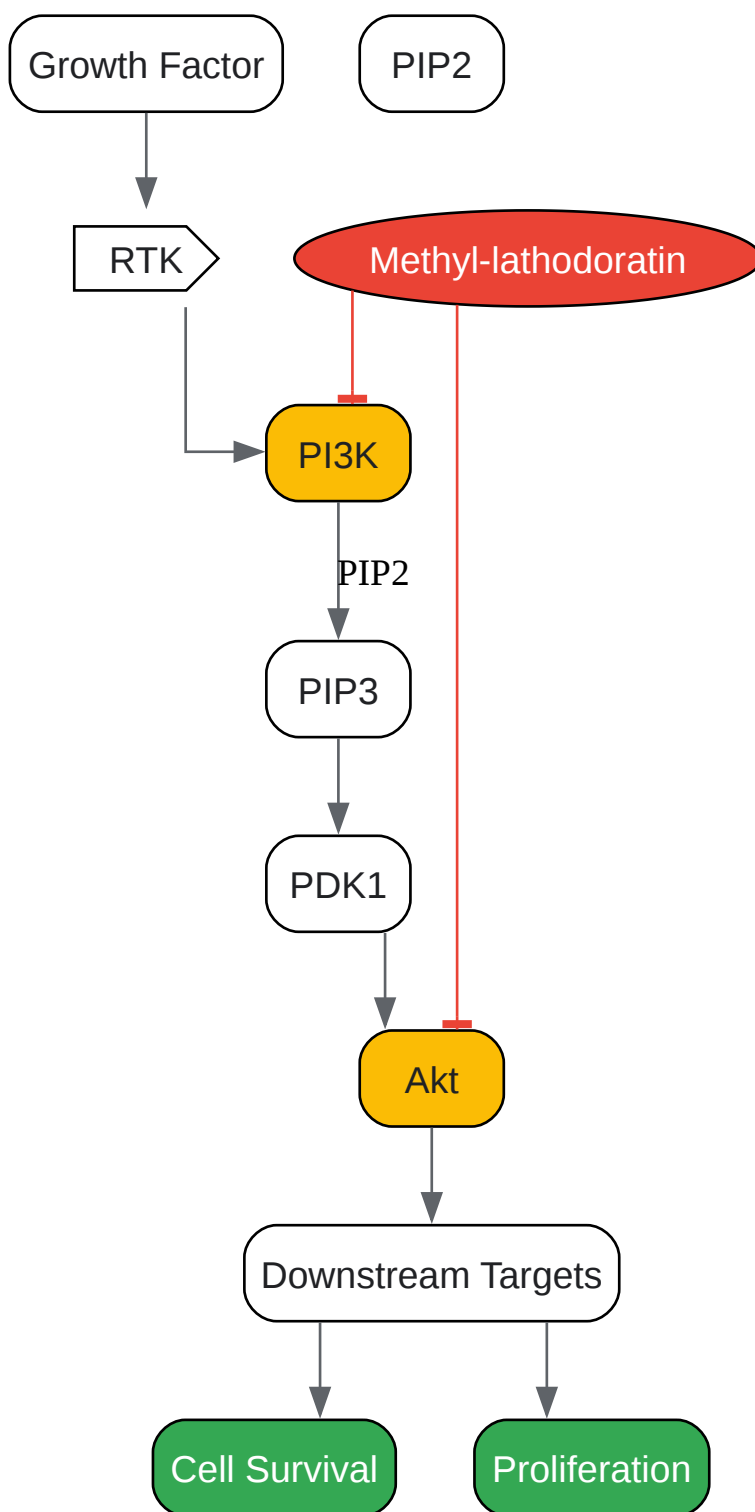 Growth Factor
PIP2
RTK
Methyl-lathodoratin
PI3K
PIP2
PIP3
PDK1
Akt
Downstream Targets
Cell Survival
Proliferation